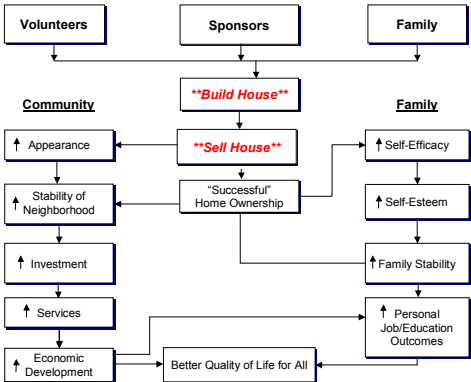 Volunteers
Sponsors
Family
**Build House**
Community
Family
↑ Appearance
**Sell House**
↑ Self-Efficacy
↑ Stability of
Neighborhood
"Successful"
Home Ownership
↑ Self-Esteem
↑ Investment
↑ Family Stability
↑ Services
↑ Personal
Job/Education
Outcomes
↑ Economic
Development
Better Quality of Life for All